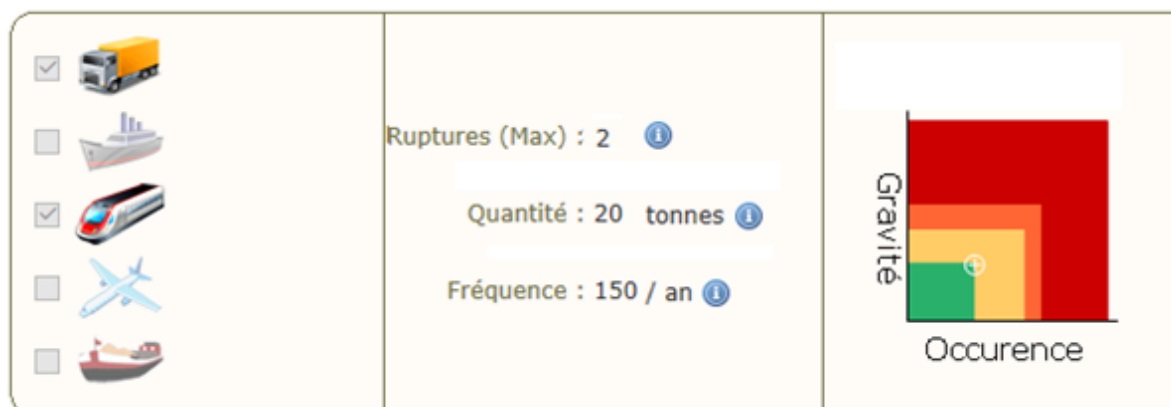 Ruptures (Max) : 2
Quantité : 20 tonnes
Fréquence : 150 / an
Gravité
Occurence